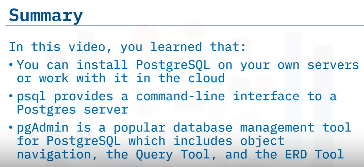 Summary
In this video, you learned that:
• You can install PostgreSQL on your own servers
or work with it in the cloud
• psql provides a command-line interface to a
Postgres server
• pgAdmin is a popular database management tool
for PostgreSQL which includes object
navigation, the Query Tool, and the ERD Tool